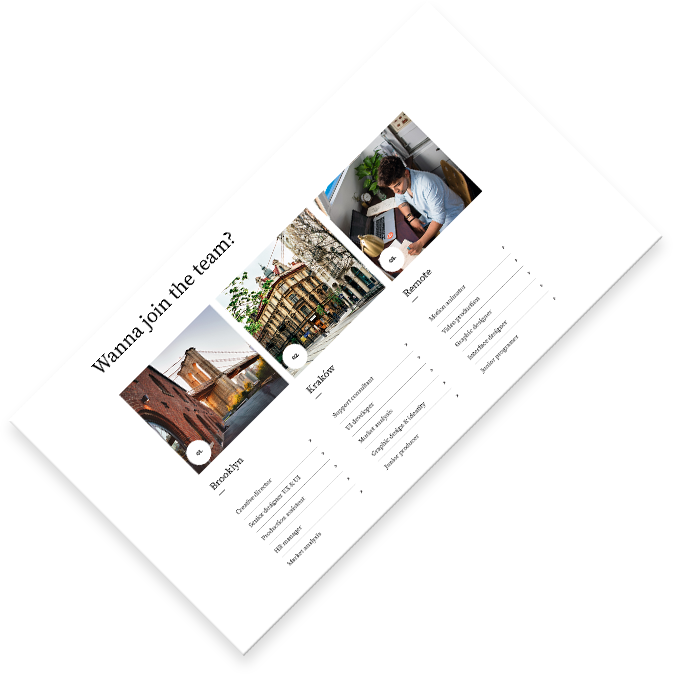 Wanna join the team?
01.
Brooklyn
Creative director
Senior designer UX & UI
Production assistent
HR manager
Market analysis
02.
Kraków
Support consultant
UI developer
Market analysis
Graphic design & identity
Junior producer
03.
Remote
Motion animator
Video production
Graphic designer
Interface designer
Junior programer